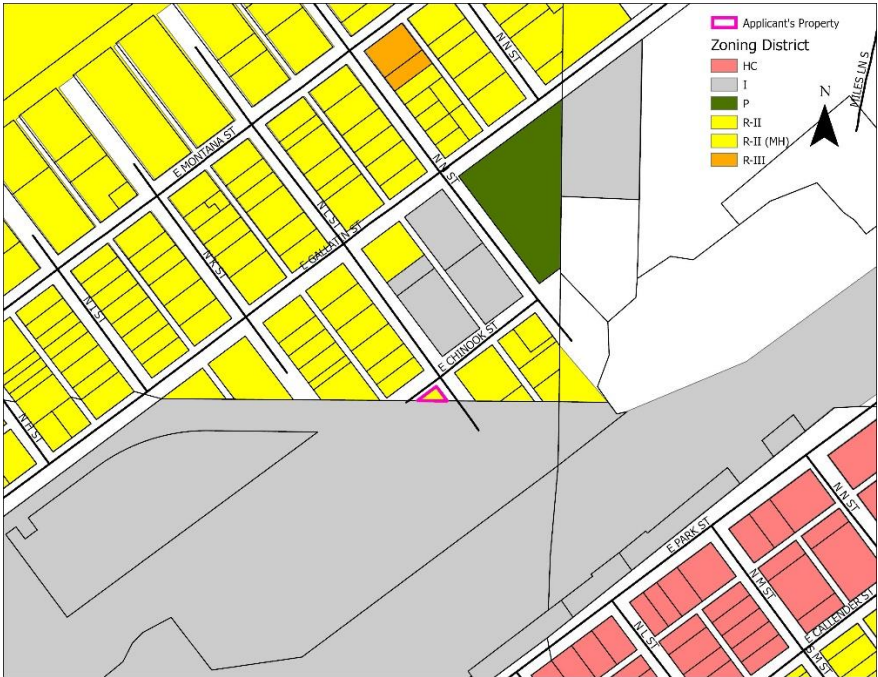 Applicant's Property
Zoning District
HC
I
P
R-II
R-II (MH)
R-III
N
MILES LN S
N N ST
E MONTANA ST
N M ST
N L ST
E GALLATIN ST
N K ST
E CHINOOK ST
N H ST
N N ST
E PARK ST
N M ST
E CALLENDER ST
N L ST
S M ST